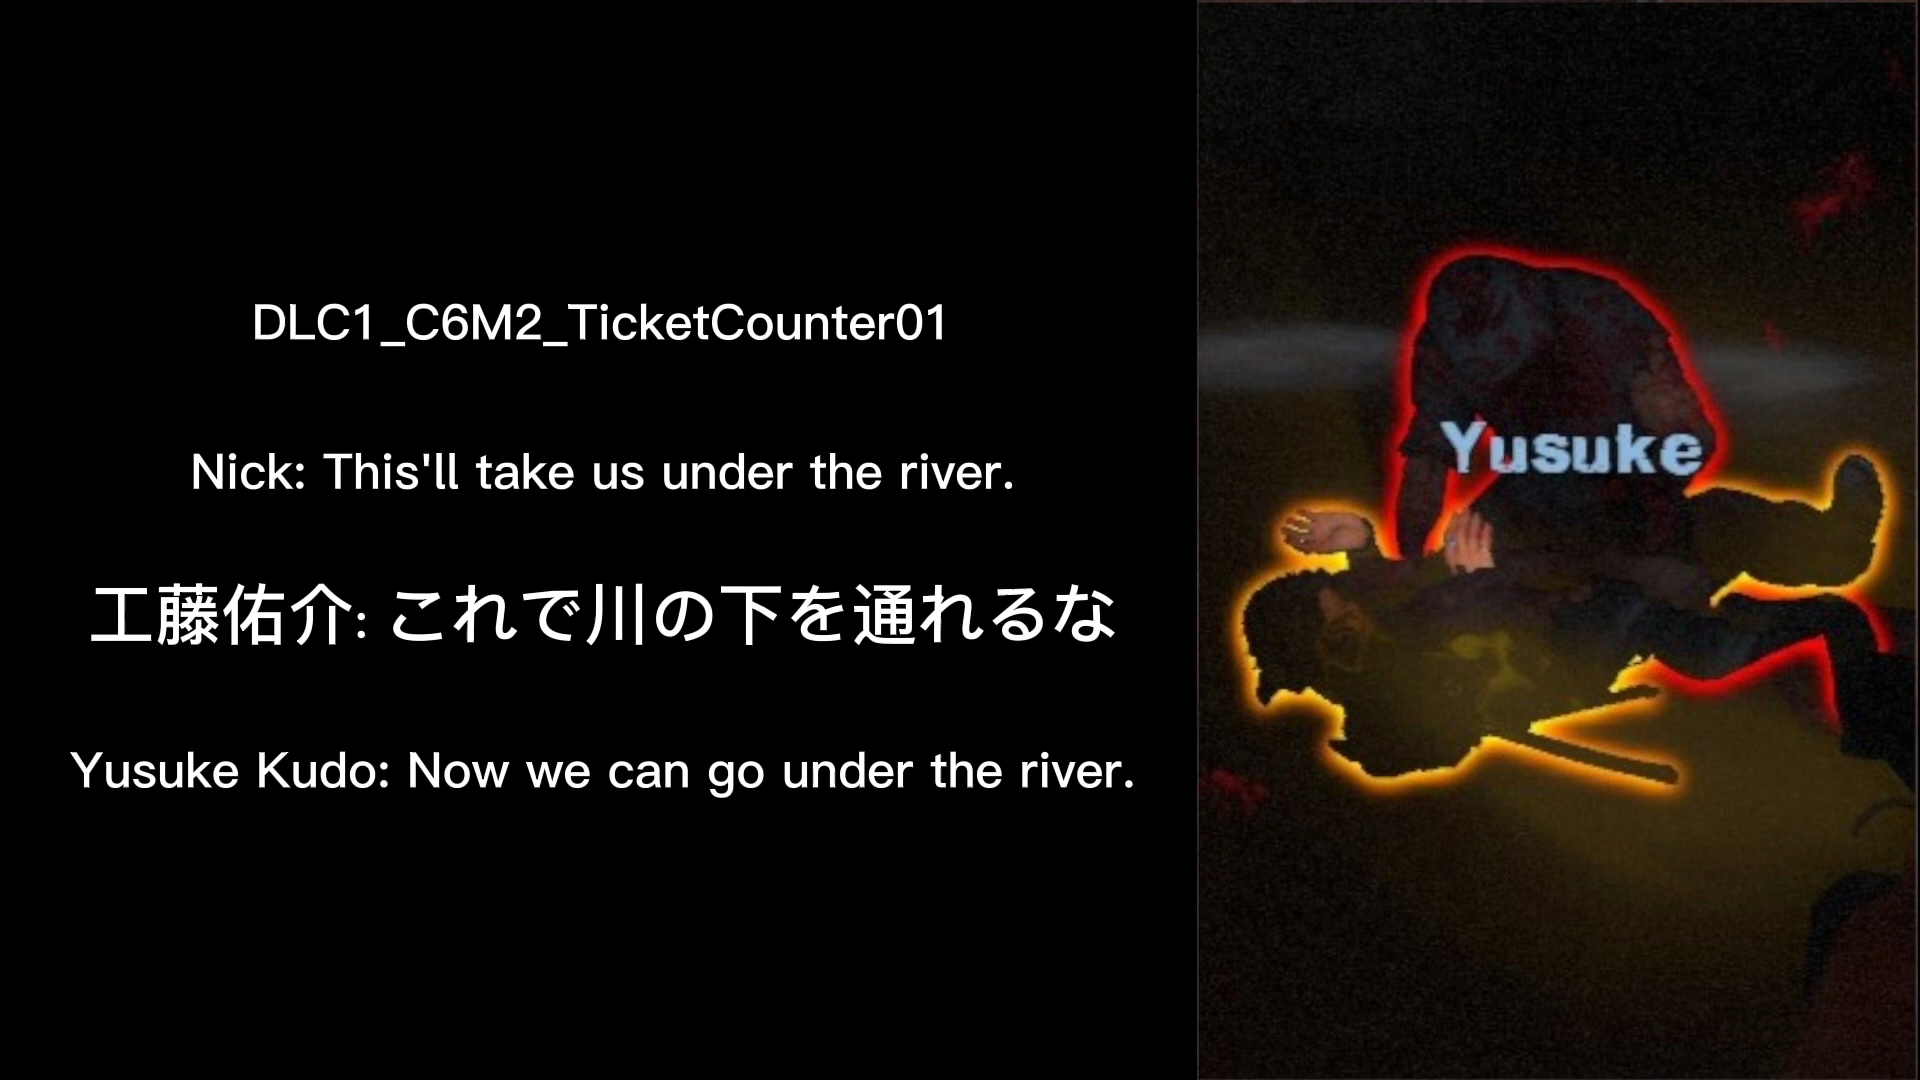 DLC1_C6M2_TicketCounter01
Nick: This'll take us under the river.
工藤佑介: これで川の下を通れるな
Yusuke Kudo: Now we can go under the river.
Yusuke